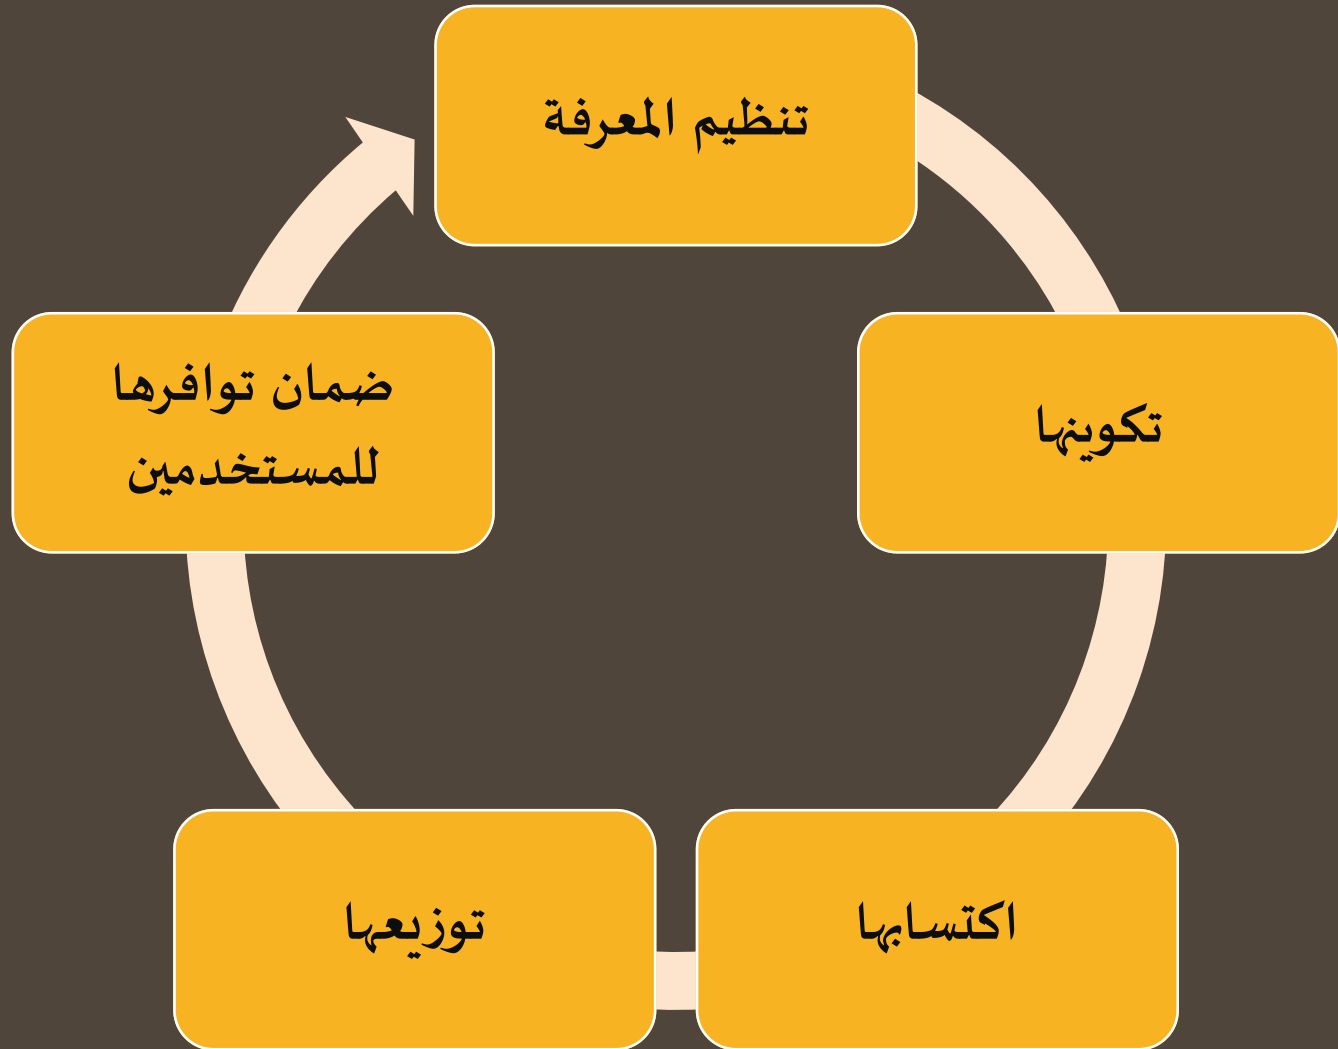 تنظيم المعرفة
تكوينها
اكتسابها
توزيعها
ضمان توافرها
للمستخدمين